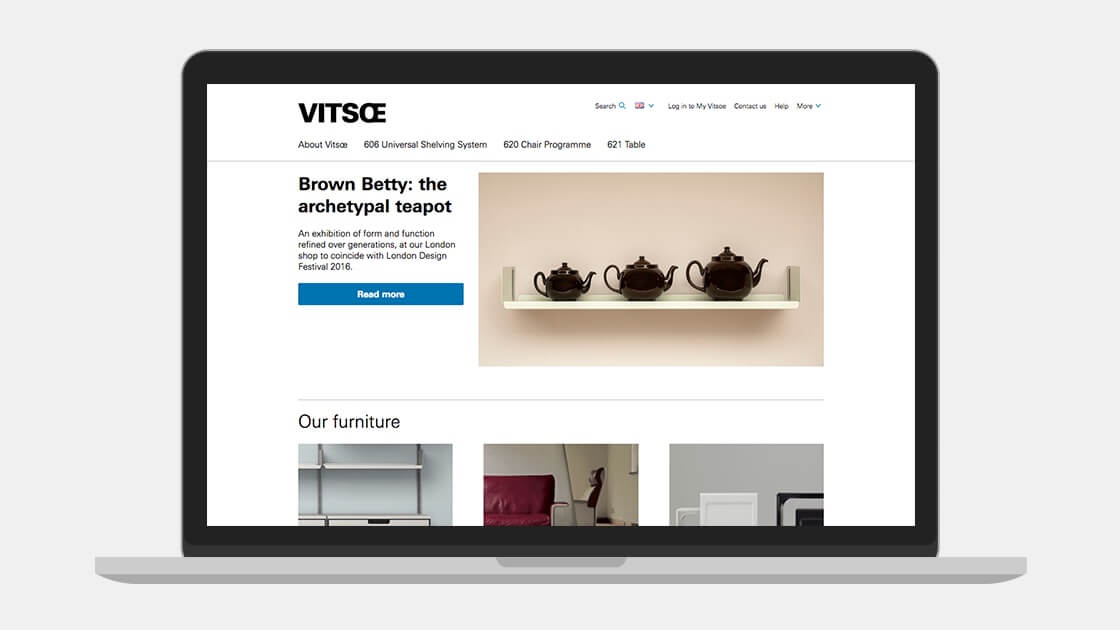 VITSŒ
Search
Log in to My Vitsœ Contact us Help More
About Vitsœ 606 Universal Shelving System 620 Chair Programme 621 Table
Brown Betty: the
archetypal teapot
An exhibition of form and function
refined over generations, at our London
shop to coincide with London Design
Festival 2016.
Read more
Our furniture